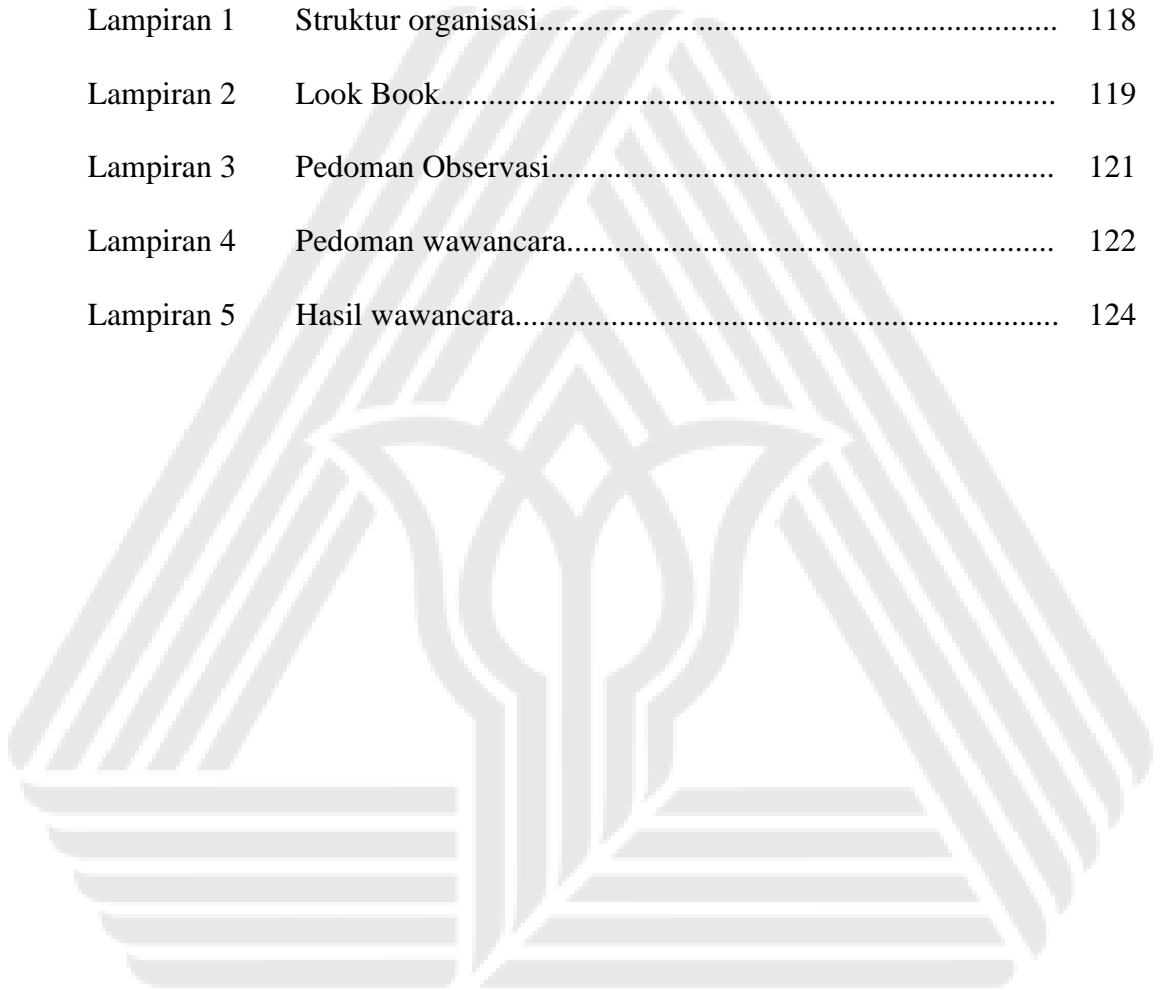 Lampiran 1 Struktur organisasi.............................................................. 118
Lampiran 2 Look Book.......................................................................... 119
Lampiran 3 Pedoman Observasi............................................................ 121
Lampiran 4 Pedoman wawancara.......................................................... 122
Lampiran 5 Hasil wawancara................................................................. 124